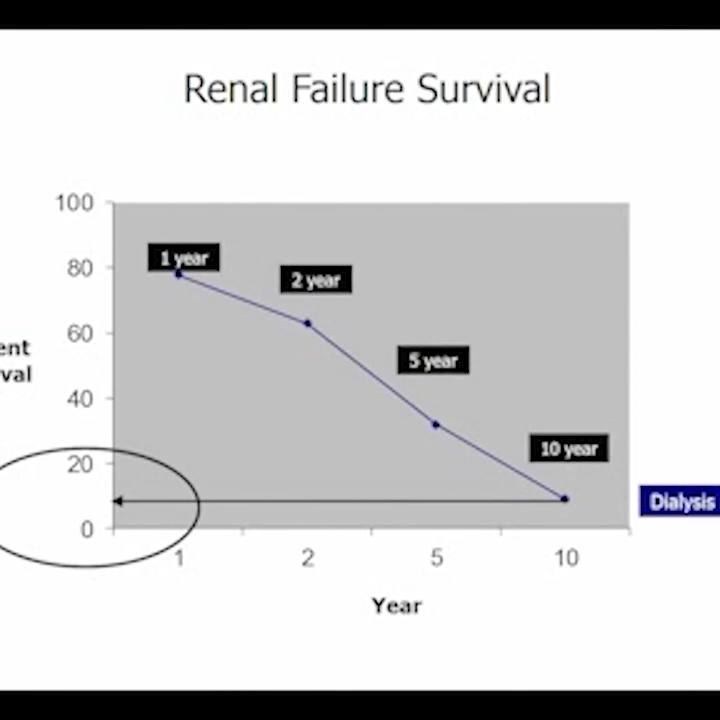 Renal Failure Survival
100
80
60
40
20
0
ent
val
1 year
2 year
5 year
10 year
Dialysis
1 2 5 10
Year